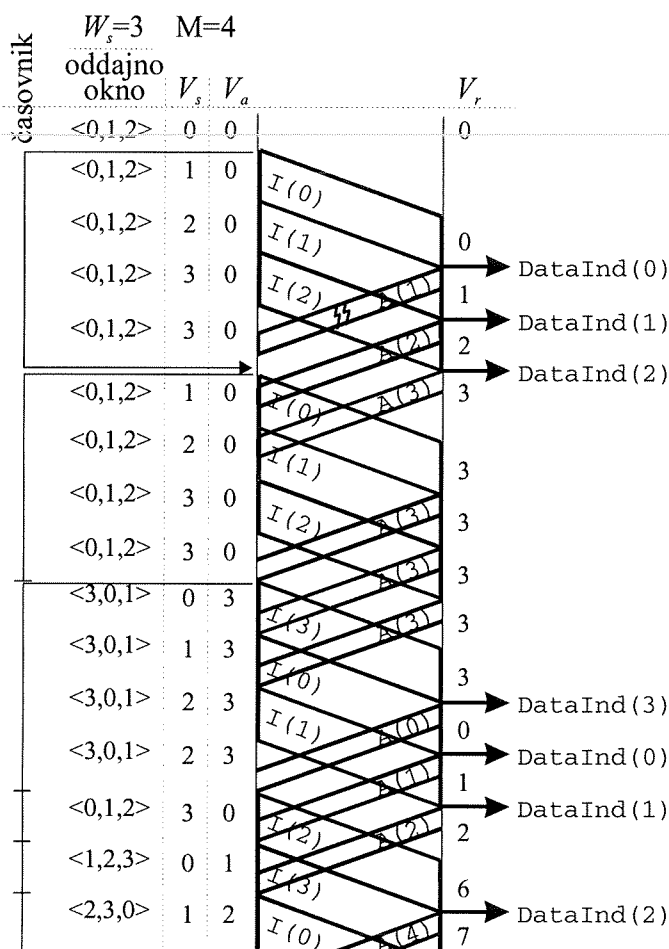 W_s=3 M=4
časovnik
oddajno
okno V_s V_a V_r
<0,1,2> 0 0 0
<0,1,2> 1 0
I(0)
<0,1,2> 2 0 0
I(1)
DataInd(0)
<0,1,2> 3 0
I(2) A(1) 1
DataInd(1)
<0,1,2> 3 0
A(2) 2
DataInd(2)
<0,1,2> 1 0 3
I(0) A(3)
<0,1,2> 2 0
I(1) 3
<0,1,2> 3 0
I(2) A(3) 3
<0,1,2> 3 0
A(3) 3
<3,0,1> 0 3
I(3) A(3) 3
<3,0,1> 1 3
I(0) 3
<3,0,1> 2 3
DataInd(3)
I(1) A(0) 0
<3,0,1> 2 3
DataInd(0)
A(1) 1
<0,1,2> 3 0
DataInd(1)
I(2) A(2) 2
<1,2,3> 0 1
I(3) 6
<2,3,0> 1 2
DataInd(2)
I(0) A(4) 7